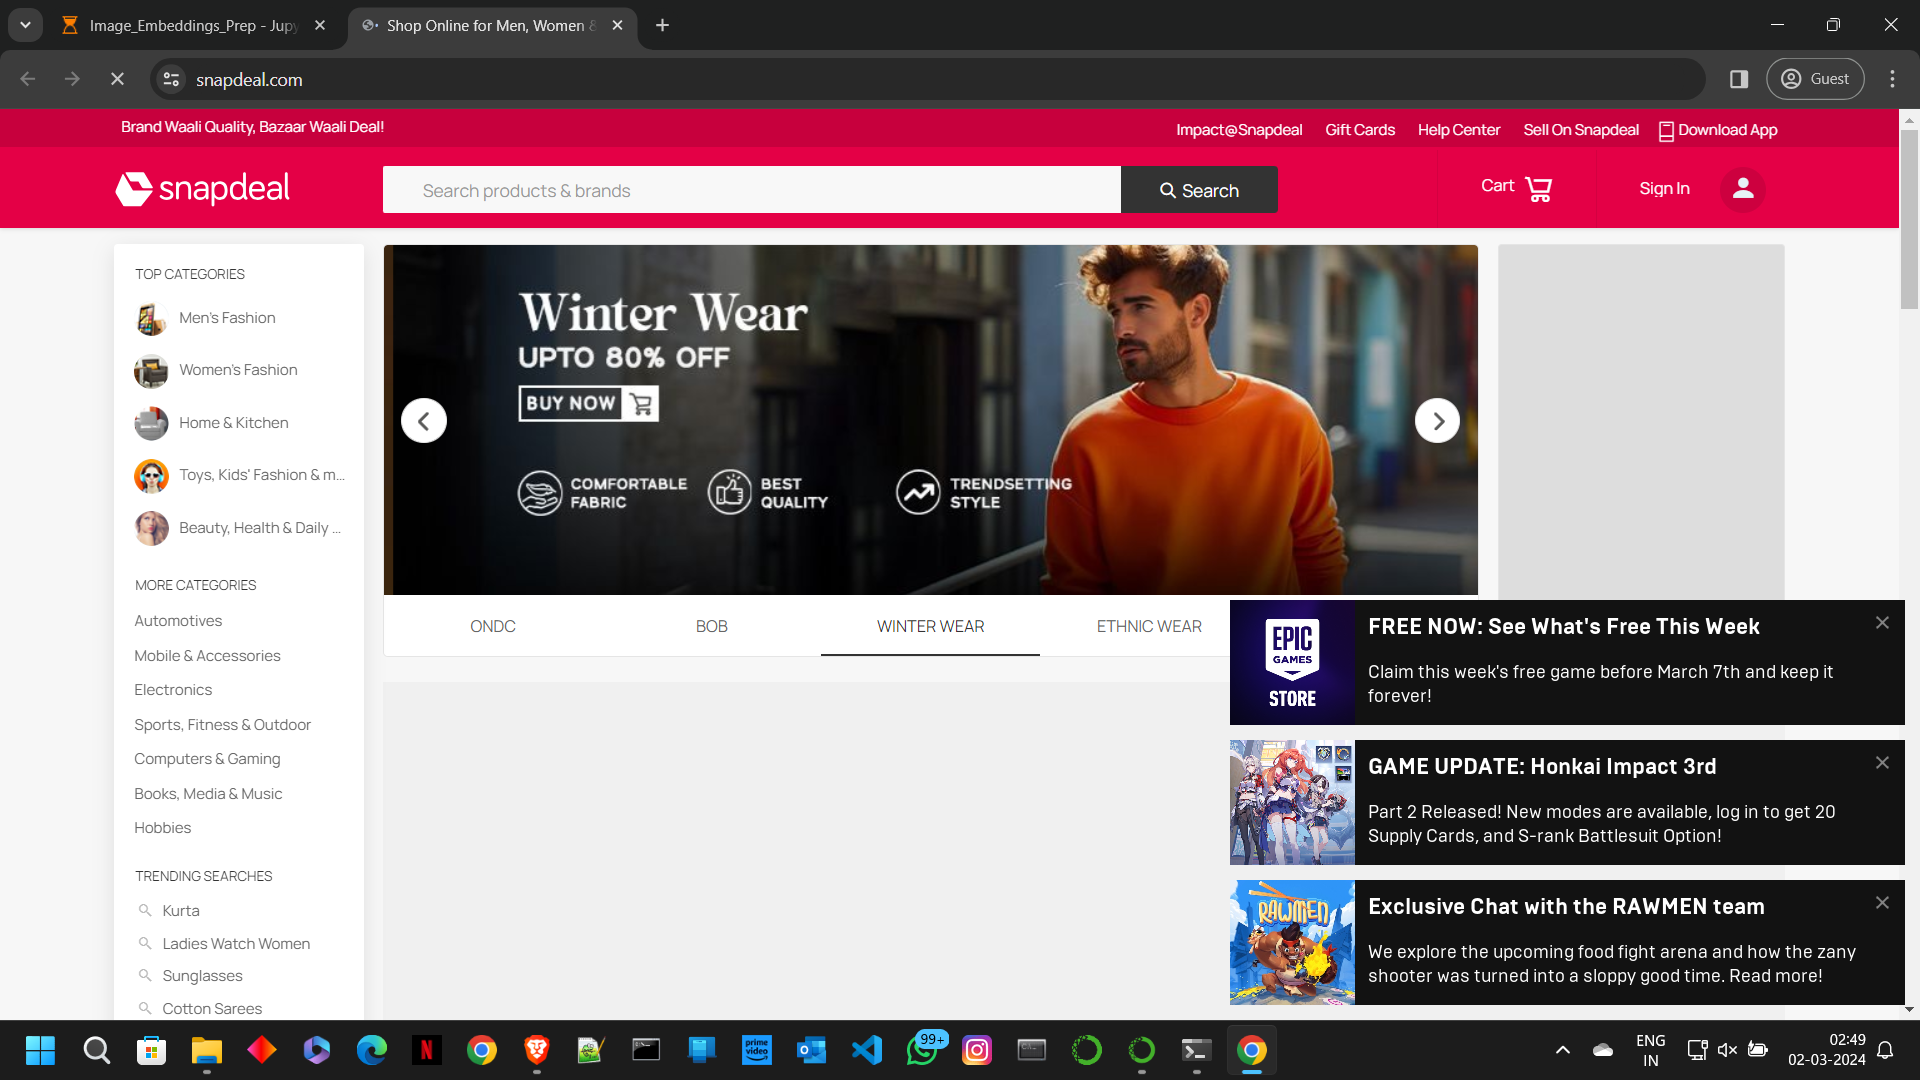 Image_Embeddings_Prep - Jupy
Shop Online for Men, Women &
snapdeal.com
Guest
Brand Waali Quality, Bazaar Waali Deal!
Impact@Snapdeal
Gift Cards
Help Center
Sell On Snapdeal
Download App
snapdeal
Search products & brands
Search
Cart
Sign In
TOP CATEGORIES
Men's Fashion
Women's Fashion
Home & Kitchen
Toys, Kids' Fashion & m...
Beauty, Health & Daily ...
MORE CATEGORIES
Automotives
Mobile & Accessories
Electronics
Sports, Fitness & Outdoor
Computers & Gaming
Books, Media & Music
Hobbies
TRENDING SEARCHES
Kurta
Ladies Watch Women
Sunglasses
Cotton Sarees
Winter Wear
UPTO 80% OFF
BUY NOW
COMFORTABLE
FABRIC
BEST
QUALITY
TRENDSETTING
STYLE
ONDC
BOB
WINTER WEAR
ETHNIC WEAR
EPIC
GAMES
STORE
FREE NOW: See What's Free This Week
Claim this week's free game before March 7th and keep it
forever!
GAME UPDATE: Honkai Impact 3rd
Part 2 Released! New modes are available, log in to get 20
Supply Cards, and S-rank Battlesuit Option!
RAWMEN
Exclusive Chat with the RAWMEN team
We explore the upcoming food fight arena and how the zany
shooter was turned into a sloppy good time. Read more!
N
prime
video
99+
ENG
IN
02:49
02-03-2024